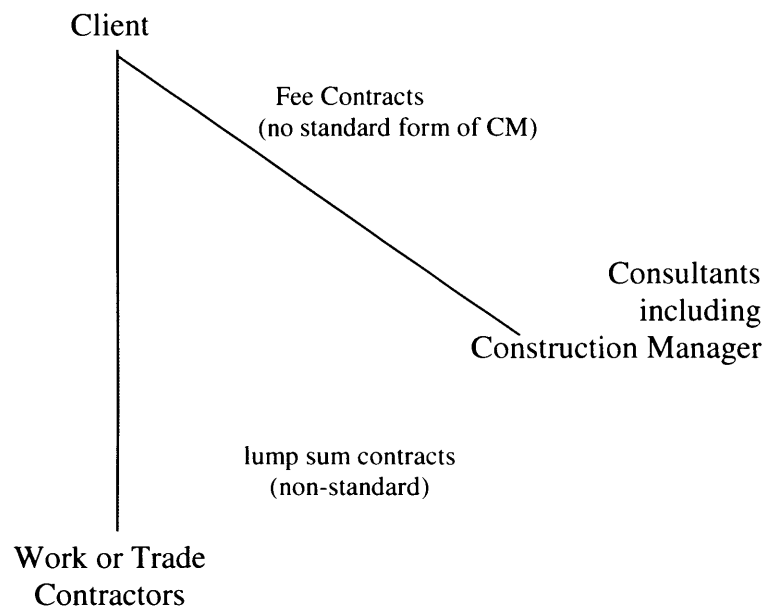 Client
Fee Contracts
(no standard form of CM)
Consultants
including
Construction Manager
lump sum contracts
(non-standard)
Work or Trade
Contractors